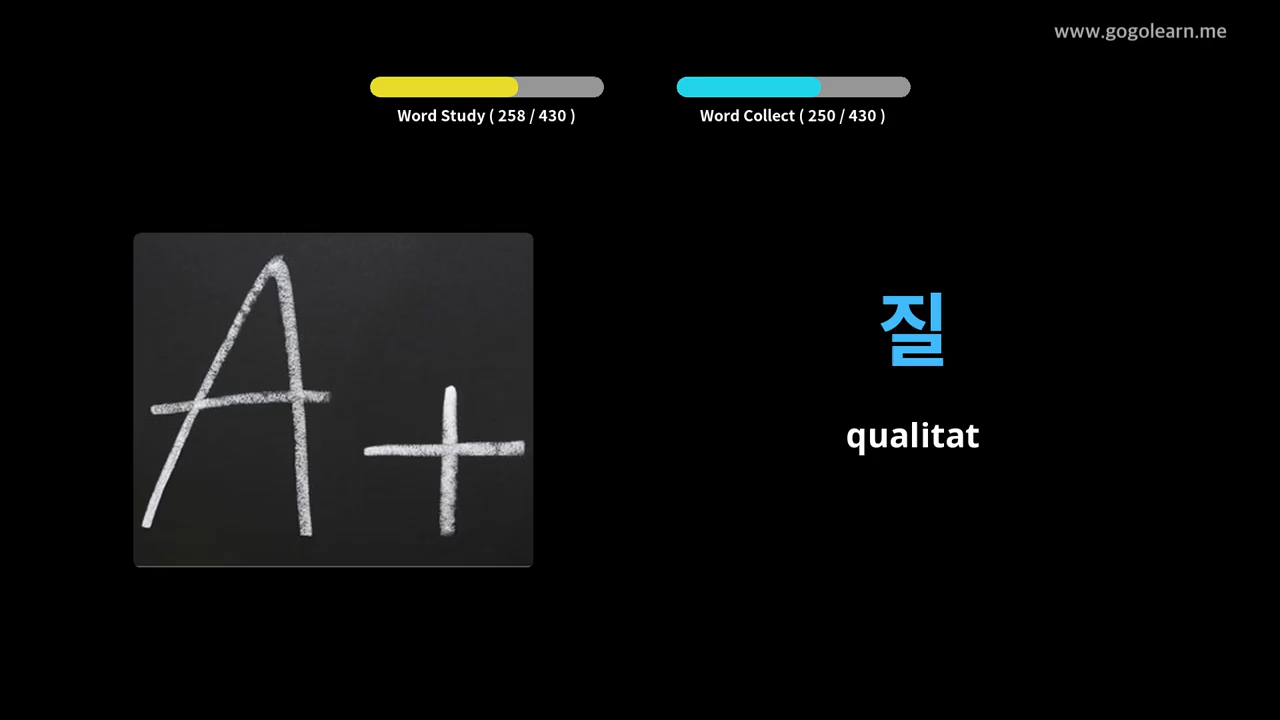 www.gogolearn.me
Word Study ( 258 / 430 )
Word Collect ( 250 / 430 )
A+
질
qualitat